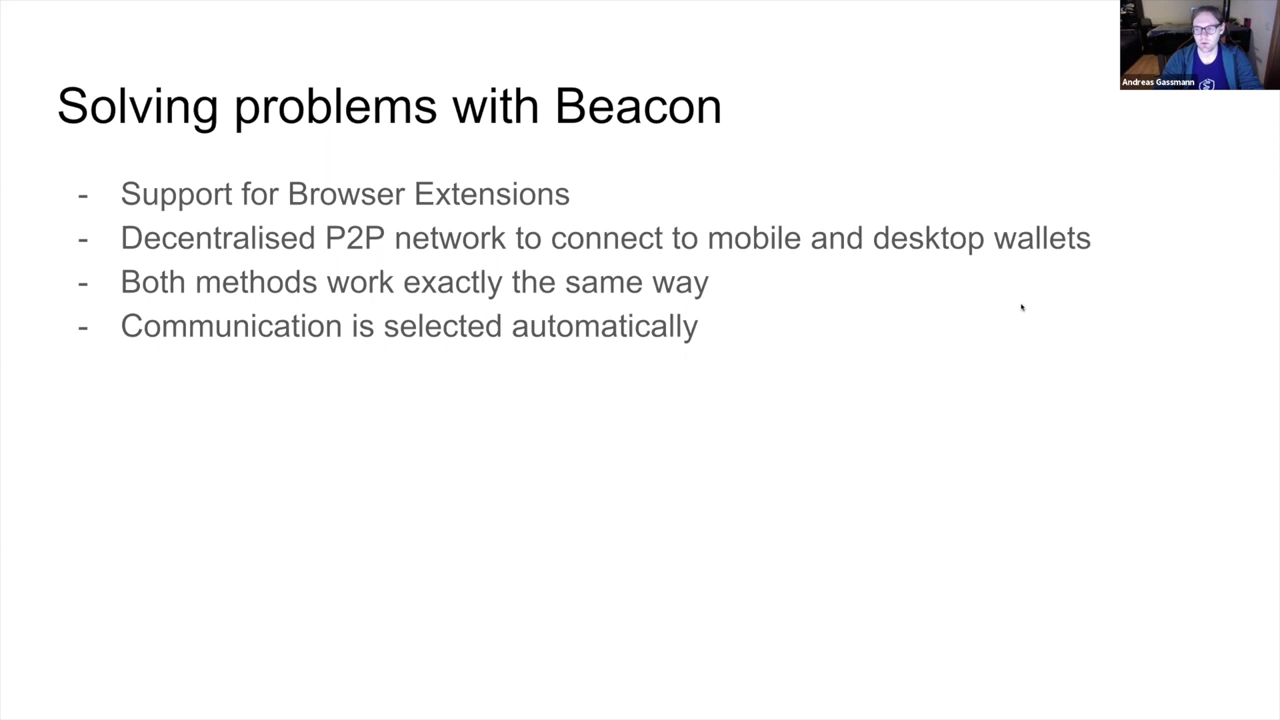 Andreas Gassmann
Solving problems with Beacon
- Support for Browser Extensions
- Decentralised P2P network to connect to mobile and desktop wallets
- Both methods work exactly the same way
- Communication is selected automatically